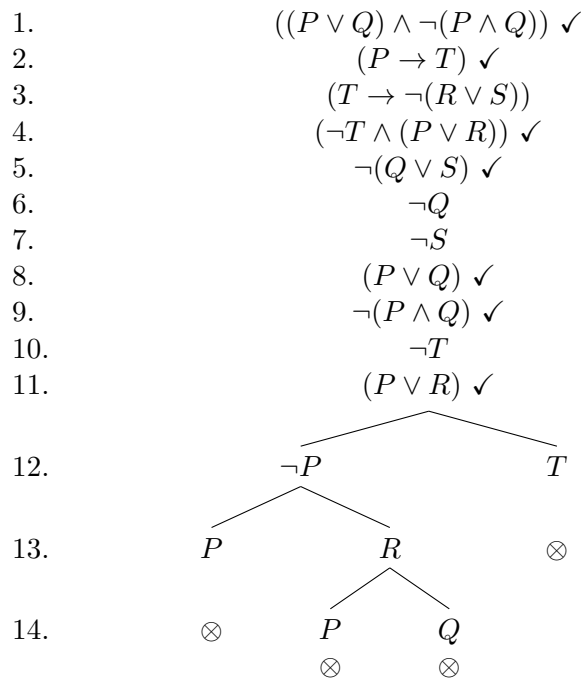 1. ((P ∨ Q) ∧ ¬(P ∧ Q)) ✓
2. (P → T) ✓
3. (T → ¬(R ∨ S))
4. (¬T ∧ (P ∨ R)) ✓
5. ¬(Q ∨ S) ✓
6. ¬Q
7. ¬S
8. (P ∨ Q) ✓
9. ¬(P ∧ Q) ✓
10. ¬T
11. (P ∨ R) ✓
12. ¬P T
13. P R ⊗
14. ⊗ P Q
⊗ ⊗